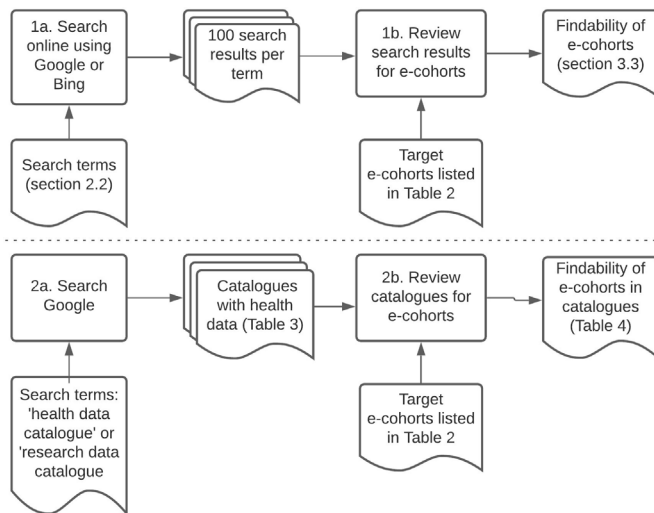 1a. Search
online using
Google or
Bing
100 search
results per
term
1b. Review
search results
for e-cohorts
Findability of
e-cohorts
(section 3.3)
Search terms
(section 2.2)
Target
e-cohorts listed
in Table 2
2a. Search
Google
Catalogues
with health
data (Table 3)
2b. Review
catalogues for
e-cohorts
Findability of
e-cohorts in
catalogues
(Table 4)
Search terms:
'health data
catalogue' or
'research data
catalogue
Target
e-cohorts listed
in Table 2